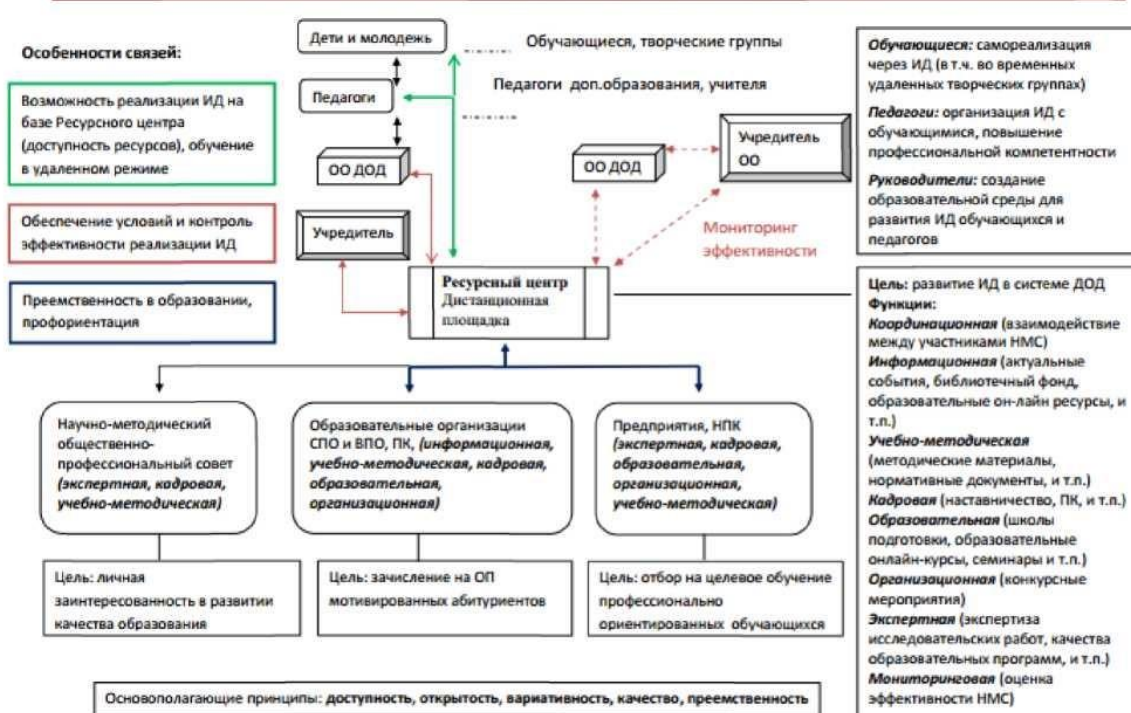 Особенности связей:
Возможность реализации ИД на
базе Ресурсного центра
(доступность ресурсов), обучение
в удаленном режиме
Обеспечение условий и контроль
эффективности реализации ИД
Преемственность в образовании,
профориентация
Дети и молодежь
Обучающиеся, творческие группы
Педагоги
Педагоги доп.образования, учителя
ОО ДОД
Учредитель
ОО ДОД
Учредитель
ОО
Мониторинг
эффективности
Ресурсный центр
Дистанционная
площадка
Научно-методический
общественно-
профессиональный совет
(экспертная, кадровая,
учебно-методическая)
Образовательные организации
СПО и ВПО, ПК, (информационная,
учебно-методическая, кадровая,
образовательная,
организационная)
Предприятия, НПК
(экспертная, кадровая,
образовательная,
организационная,
учебно-методическая)
Цель: личная
заинтересованность в развитии
качества образования
Цель: зачисление на ОП
мотивированных абитуриентов
Цель: отбор на целевое обучение
профессионально
ориентированных обучающихся
Основополагающие принципы: доступность, открытость, вариативность, качество, преемственность
Обучающиеся: самореализация
через ИД (в т.ч. во временных
удаленных творческих группах)
Педагоги: организация ИД с
обучающимися, повышение
профессиональной компетентности
Руководители: создание
образовательной среды для
развития ИД обучающихся и
педагогов
Цель: развитие ИД в системе ДОД
Функции:
Координационная (взаимодействие
между участниками НМС)
Информационная (актуальные
события, библиотечный фонд,
образовательные он-лайн ресурсы, и
т.п.)
Учебно-методическая
(методические материалы,
нормативные документы, и т.п.)
Кадровая (наставничество, ПК, и т.п.)
Образовательная (школы
подготовки, образовательные
онлайн-курсы, семинары и т.п.)
Организационная (конкурсные
мероприятия)
Экспертная (экспертиза
исследовательских работ, качества
образовательных программ, и т.п.)
Мониторинговая (оценка
эффективности НМС)